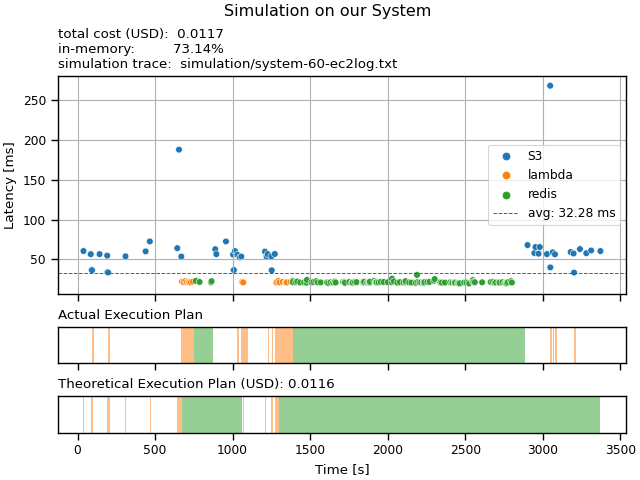 Simulation on our System
total cost (USD): 0.0117
in-memory: 73.14%
simulation trace: simulation/system-60-ec2log.txt
Latency [ms]
250
200
150
100
50
S3
lambda
redis
avg: 32.28 ms
Actual Execution Plan
Theoretical Execution Plan (USD): 0.0116
0 500 1000 1500 2000 2500 3000 3500
Time [s]